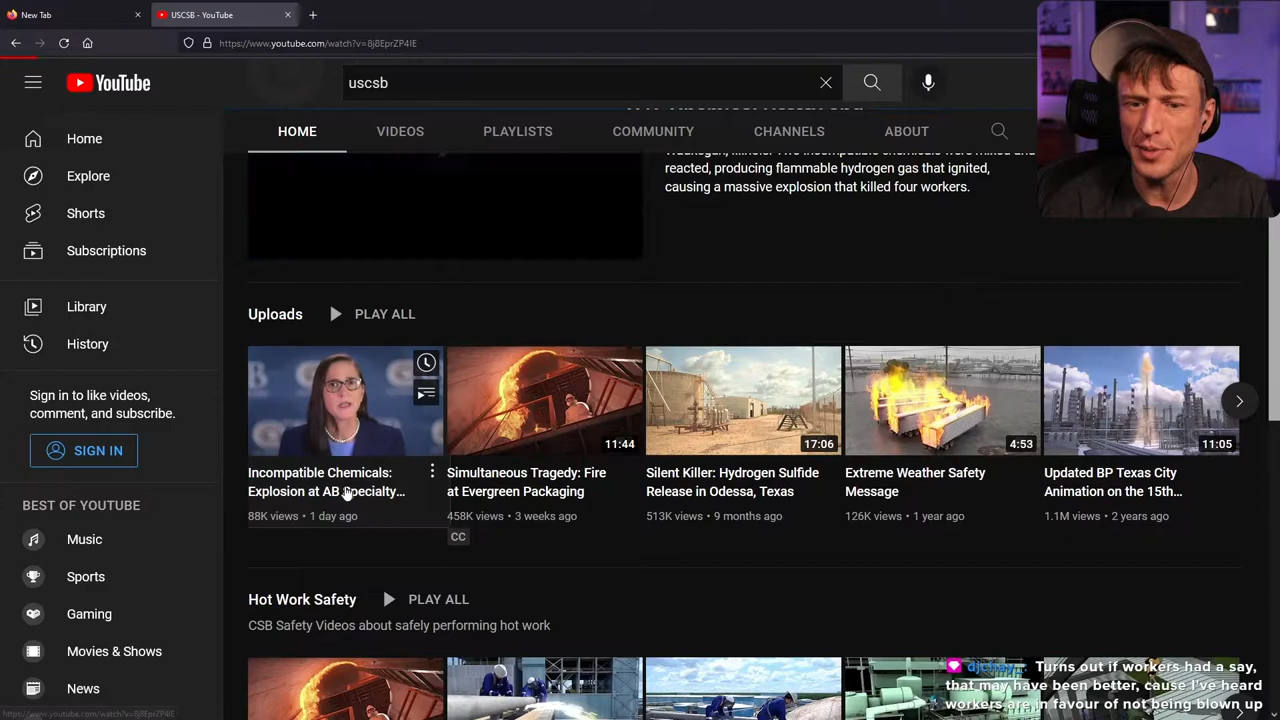 New Tab
USCSB - YouTube
https://www.youtube.com/watch?v=8j8EprZP4IE
YouTube
uscsb
HOME
VIDEOS
PLAYLISTS
COMMUNITY
CHANNELS
ABOUT
reacted, producing flammable hydrogen gas that ignited,
causing a massive explosion that killed four workers.
Home
Explore
Shorts
Subscriptions
Library
History
Sign in to like videos,
comment, and subscribe.
SIGN IN
BEST OF YOUTUBE
Music
Sports
Gaming
Movies & Shows
News
Uploads
PLAY ALL
Incompatible Chemicals:
Explosion at AB Specialty…
88K views • 1 day ago
11:44
Simultaneous Tragedy: Fire
at Evergreen Packaging
458K views • 3 weeks ago
CC
17:06
Silent Killer: Hydrogen Sulfide
Release in Odessa, Texas
513K views • 9 months ago
4:53
Extreme Weather Safety
Message
126K views • 1 year ago
11:05
Updated BP Texas City
Animation on the 15th…
1.1M views • 2 years ago
Hot Work Safety
PLAY ALL
CSB Safety Videos about safely performing hot work
Turns out if workers had a say,
that may have been better, cause I've heard
workers are in favour of not being blown up
https://www.youtube.com/watch?v=8j8EprZP4IE